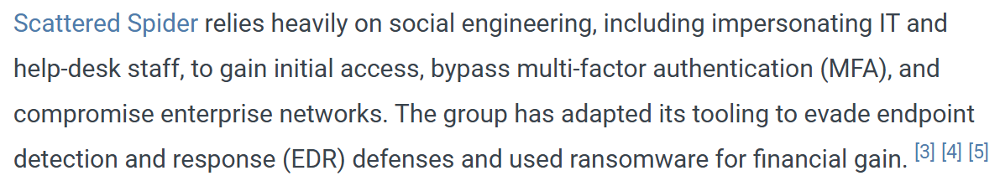 Scattered Spider relies heavily on social engineering, including impersonating IT and
help-desk staff, to gain initial access, bypass multi-factor authentication (MFA), and
compromise enterprise networks. The group has adapted its tooling to evade endpoint
detection and response (EDR) defenses and used ransomware for financial gain. [3] [4] [5]